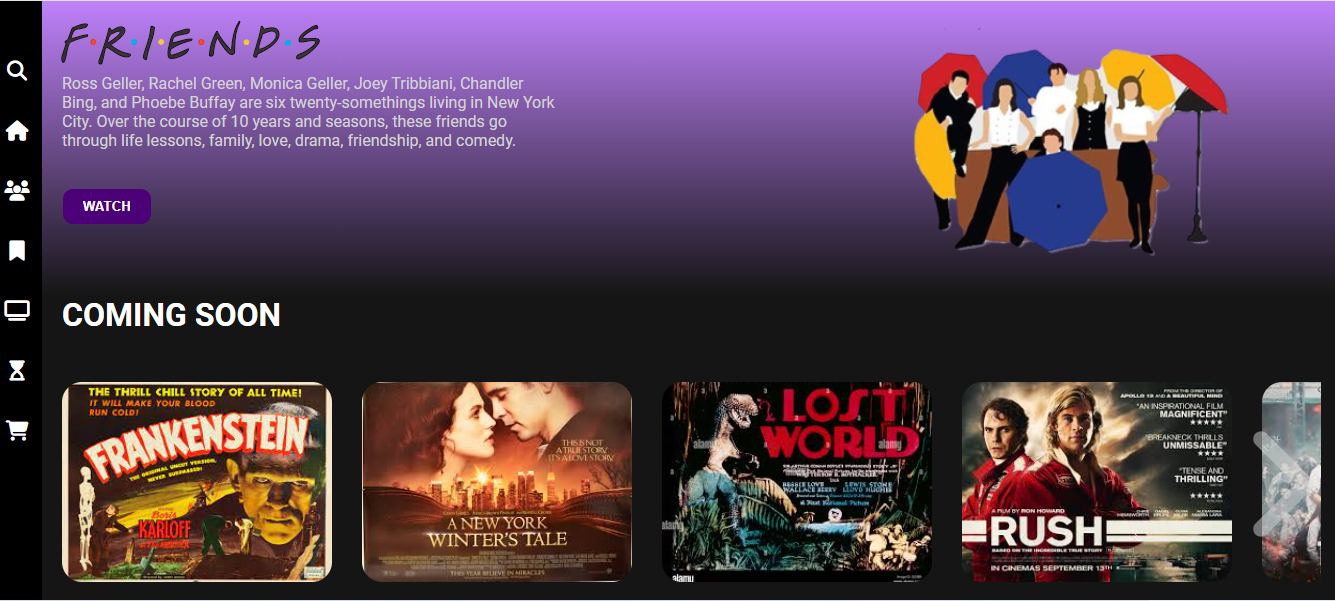 F·R·I·E·N·D·S
Ross Geller, Rachel Green, Monica Geller, Joey Tribbiani, Chandler
Bing, and Phoebe Buffay are six twenty-somethings living in New York
City. Over the course of 10 years and seasons, these friends go
through life lessons, family, love, drama, friendship, and comedy.
WATCH
COMING SOON
THE THRILL CHILL STORY OF ALL TIME!
IT WILL MAKE YOUR BLOOD
RUN COLD!
FRANKENSTEIN
THE ORIGINAL UNCUT VERSION,
NEVER SURPASSED!
Boris
KARLOFF
THIS IS NOT
A TRUE STORY
IT'S A LOVE STORY
A NEW YORK
WINTER'S TALE
THIS YEAR BELIEVE IN MIRACLES
LOST
WORLD
alamy
alamy
BESSIE LOVE LEWIS STONE
WALLACE BEERY LLOYD HUGHES
A First National Picture
alamy
alamy
FROM THE DIRECTOR OF
APOLLO 13 AND A BEAUTIFUL MIND
"AN INSPIRATIONAL FILM
MAGNIFICENT"
★★★★★
"BREAKNECK THRILLS
UNMISSABLE"
★★★★
"TENSE AND
THRILLING"
★★★★★
A FILM BY RON HOWARD
RUSH
BASED ON THE INCREDIBLE TRUE STORY
IN CINEMAS SEPTEMBER 13TH